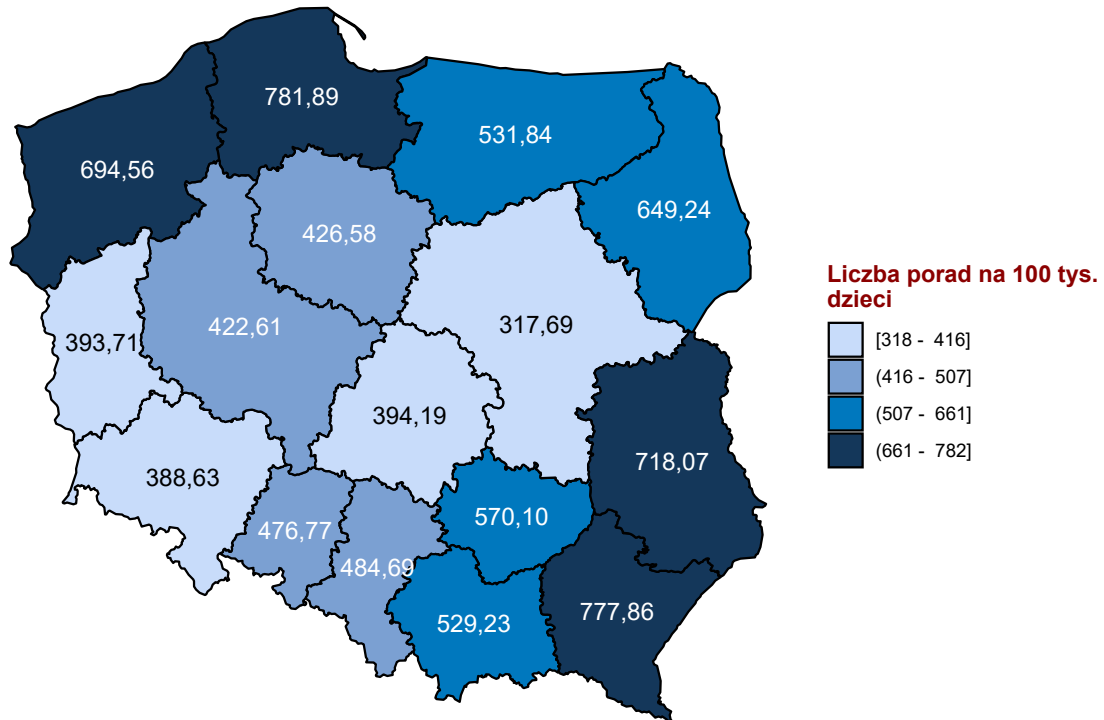 781,89
531,84
694,56
649,24
426,58
422,61
317,69
393,71
394,19
388,63
718,07
570,10
476,77
484,69
529,23
777,86
Liczba porad na 100 tys.
dzieci
[318 - 416]
(416 - 507]
(507 - 661]
(661 - 782]